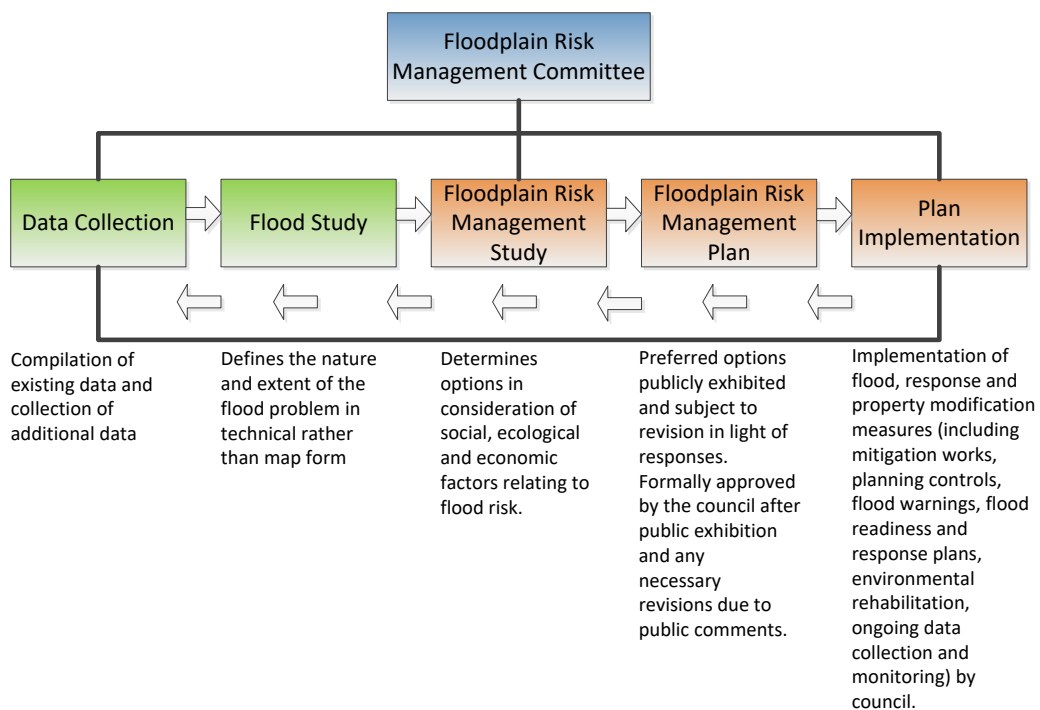 Floodplain Risk
Management Committee
Data Collection
Flood Study
Floodplain Risk
Management
Study
Floodplain Risk
Management
Plan
Plan
Implementation
Compilation of
existing data and
collection of
additional data
Defines the nature
and extent of the
flood problem in
technical rather
than map form
Determines
options in
consideration of
social, ecological
and economic
factors relating to
flood risk.
Preferred options
publicly exhibited
and subject to
revision in light of
responses.
Formally approved
by the council after
public exhibition
and any
necessary
revisions due to
public comments.
Implementation of
flood, response and
property modification
measures (including
mitigation works,
planning controls,
flood warnings, flood
readiness and
response plans,
environmental
rehabilitation,
ongoing data
collection and
monitoring) by
council.